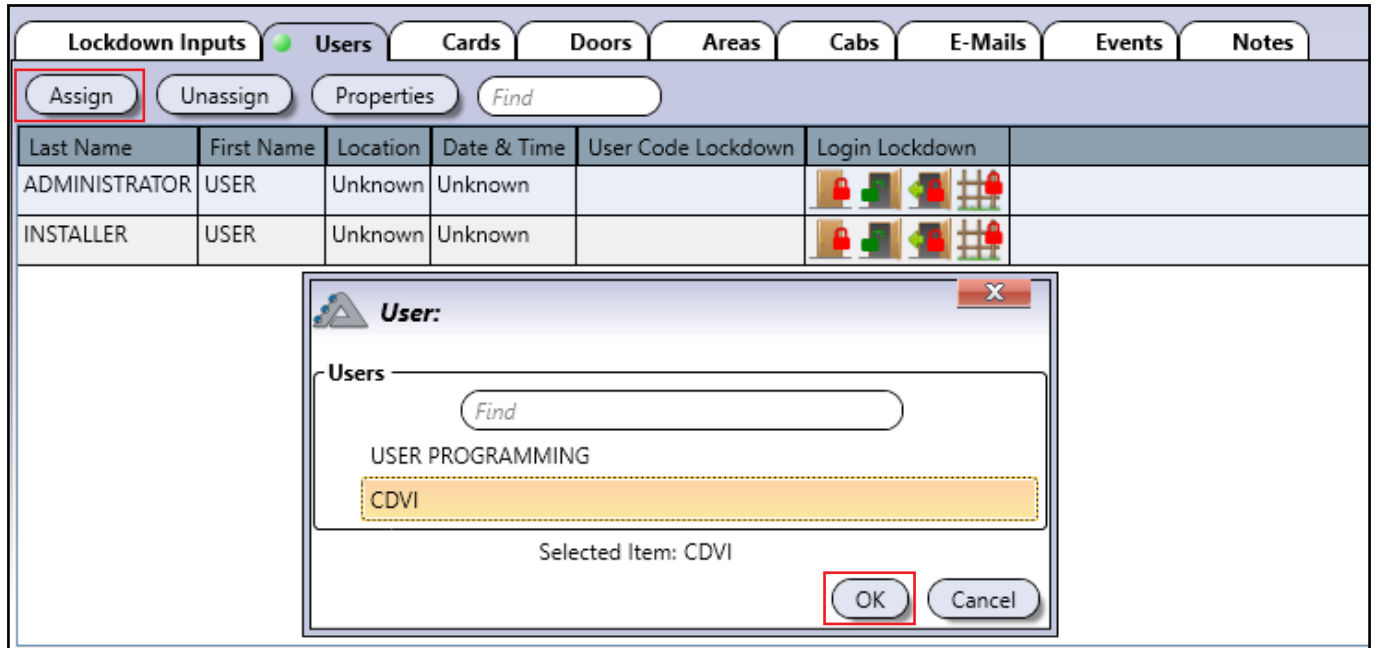 Lockdown Inputs Users Cards Doors Areas Cabs E-Mails Events Notes
Assign Unassign Properties Find
Last Name First Name Location Date & Time User Code Lockdown Login Lockdown
ADMINISTRATOR USER Unknown Unknown
INSTALLER USER Unknown Unknown
User:
Users
Find
USER PROGRAMMING
CDVI
Selected Item: CDVI
OK Cancel